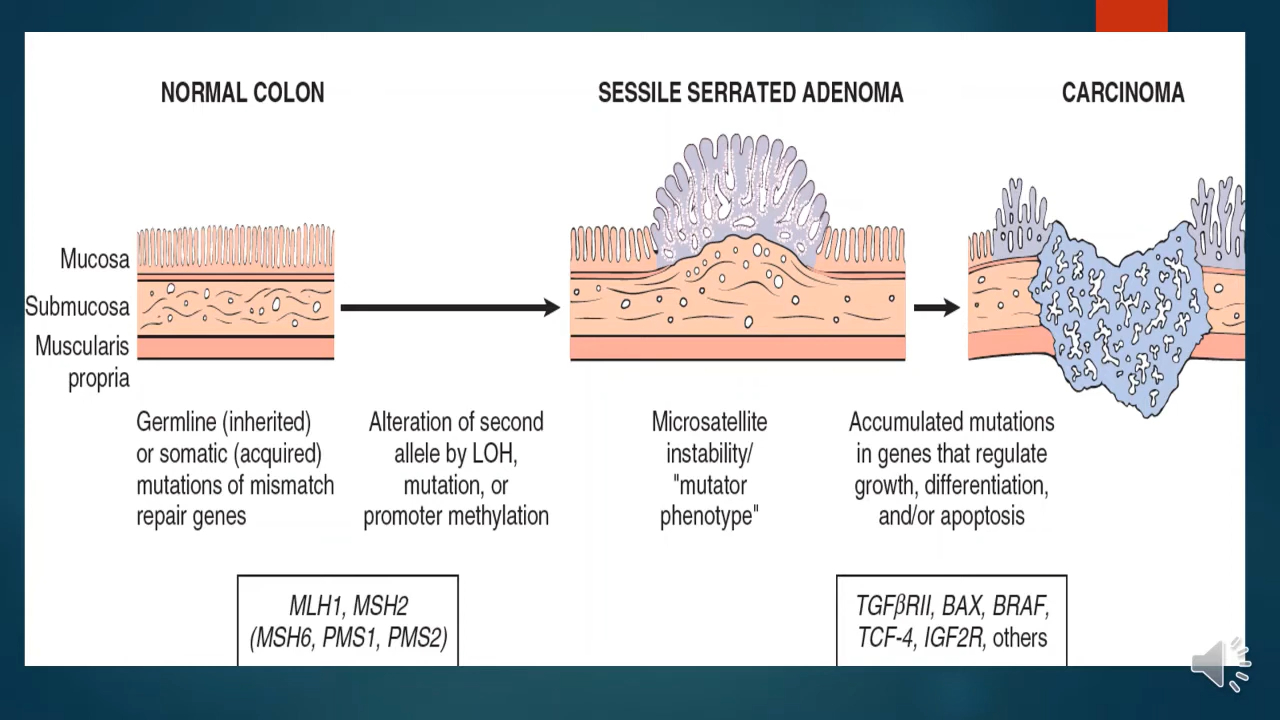 NORMAL COLON
SESSILE SERRATED ADENOMA
CARCINOMA
Mucosa
Submucosa
Muscularis
propria
Germline (inherited)
or somatic (acquired)
mutations of mismatch
repair genes
Alteration of second
allele by LOH,
mutation, or
promoter methylation
Microsatellite
instability/
"mutator
phenotype"
Accumulated mutations
in genes that regulate
growth, differentiation,
and/or apoptosis
MLH1, MSH2
(MSH6, PMS1, PMS2)
TGFβRII, BAX, BRAF,
TCF-4, IGF2R, others